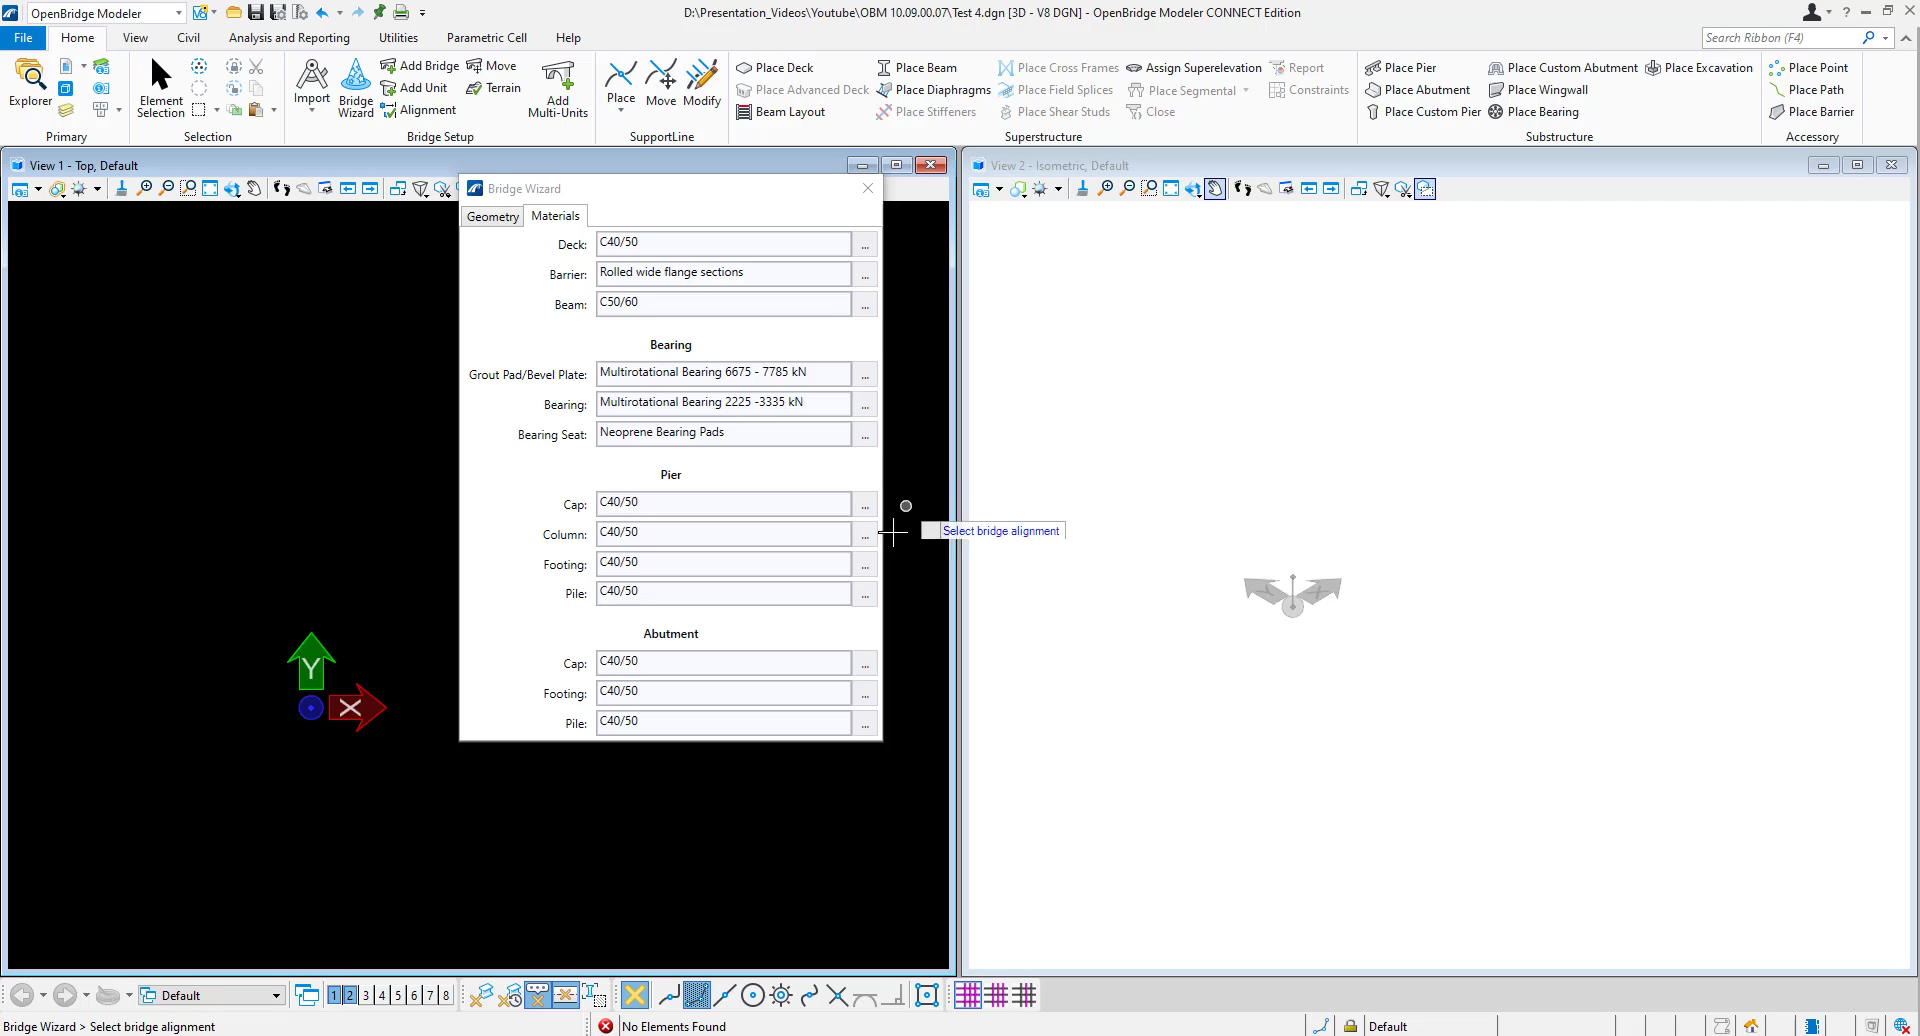 OpenBridge Modeler
D:\Presentation_Videos\Youtube\OBM 10.09.00.07\Test 4.dgn [3D - V8 DGN] - OpenBridge Modeler CONNECT Edition
File Home View Civil Analysis and Reporting Utilities Parametric Cell Help
Search Ribbon (F4)
Explorer
Primary
Element Selection
Selection
Import
Bridge Wizard
Add Bridge
Add Unit
Alignment
Move
Terrain
Add Multi-Units
Bridge Setup
Place
Move
Modify
SupportLine
Place Deck
Place Advanced Deck
Beam Layout
Place Beam
Place Diaphragms
Place Stiffeners
Place Cross Frames
Place Field Splices
Place Shear Studs
Assign Superelevation
Place Segmental
Close
Report
Constraints
Superstructure
Place Pier
Place Abutment
Place Custom Pier
Place Custom Abutment
Place Wingwall
Place Bearing
Place Excavation
Substructure
Place Point
Place Path
Place Barrier
Accessory
View 1 - Top, Default
View 2 - Isometric, Default
Bridge Wizard
Geometry Materials
Deck: C40/50 ...
Barrier: Rolled wide flange sections ...
Beam: C50/60 ...
Bearing
Grout Pad/Bevel Plate: Multirotational Bearing 6675 - 7785 kN ...
Bearing: Multirotational Bearing 2225 -3335 kN ...
Bearing Seat: Neoprene Bearing Pads ...
Pier
Cap: C40/50 ...
Column: C40/50 ...
Footing: C40/50 ...
Pile: C40/50 ...
Abutment
Cap: C40/50 ...
Footing: C40/50 ...
Pile: C40/50 ...
Select bridge alignment
Y
X
Default
1 2 3 4 5 6 7 8
Bridge Wizard > Select bridge alignment
No Elements Found
Default